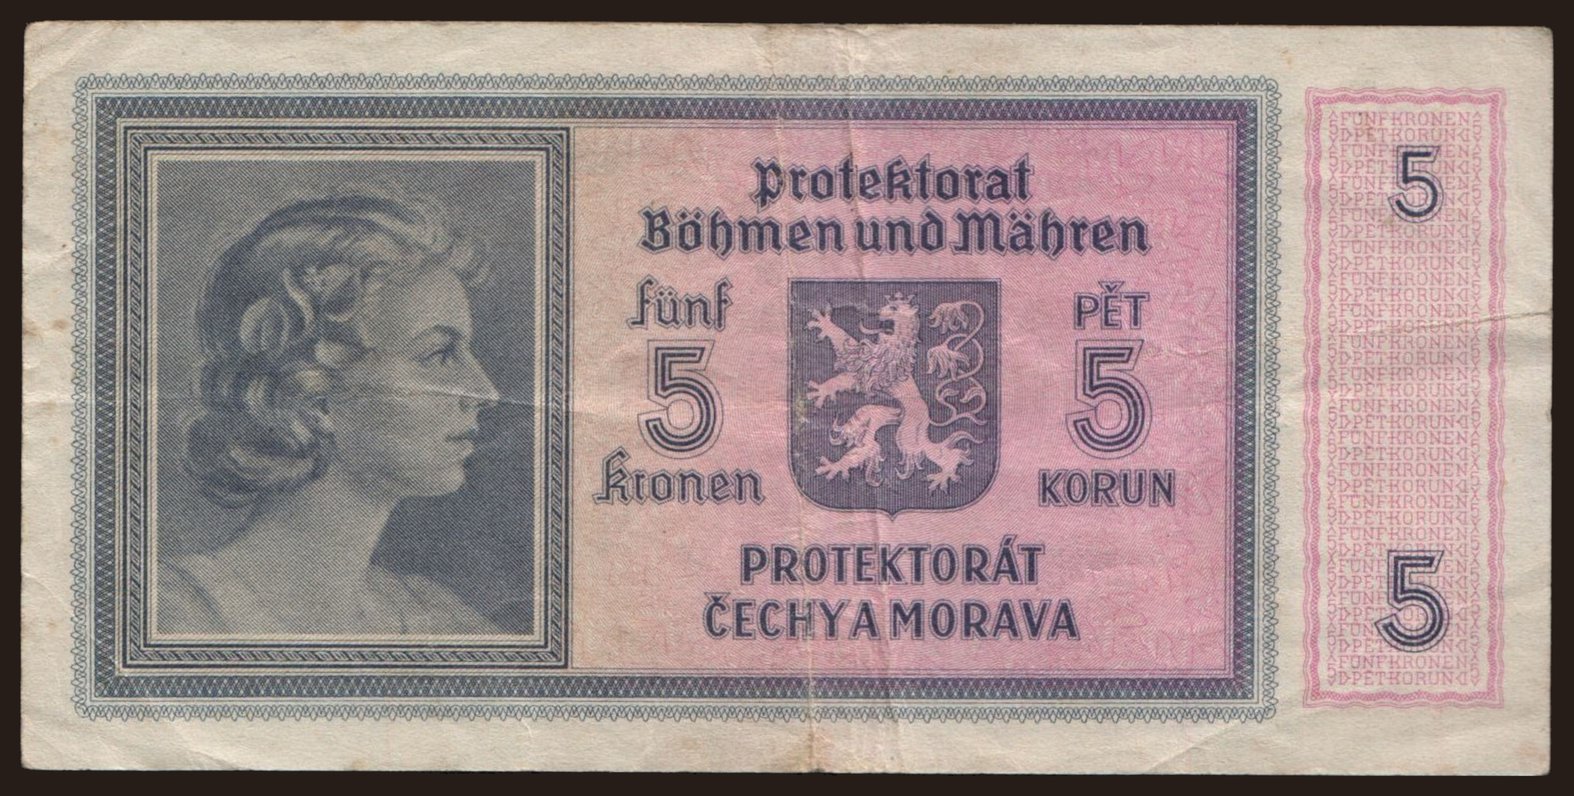 Protektorat
Böhmen und Mähren
fünf
5
Kronen
PĚT
5
KORUN
PROTEKTORÁT
ČECHY A MORAVA
5
5
FÜNF KRONEN
PĚT KORUN